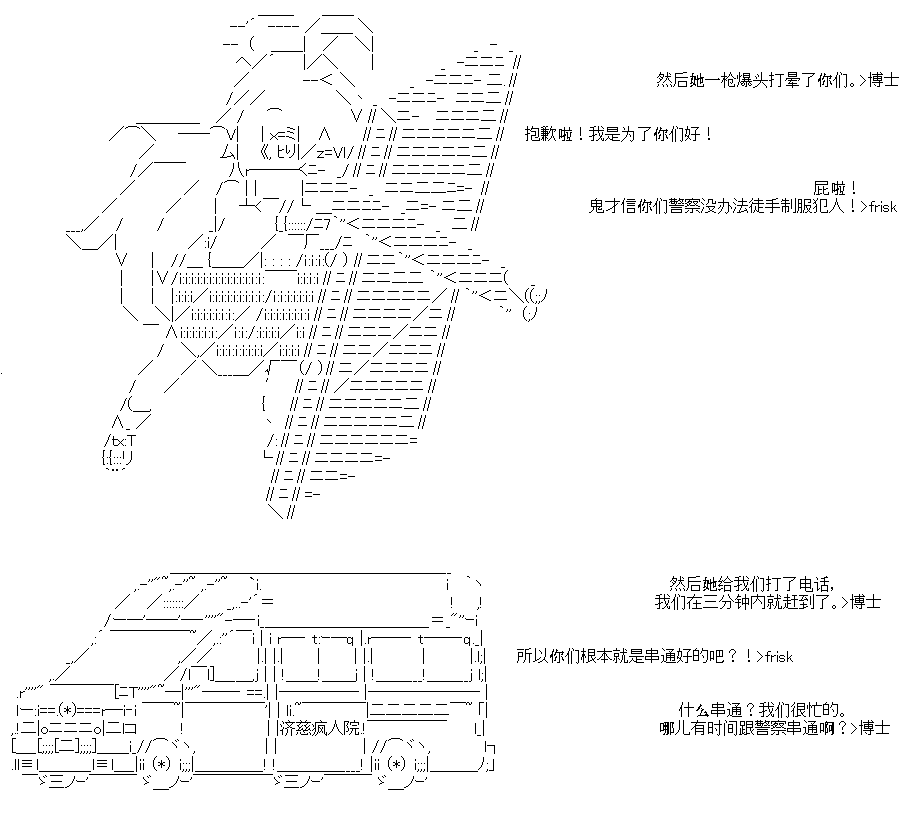 然后她一枪爆头打晕了你们。>博士
抱歉啦！我是为了你们好！
屁啦！
鬼才信你们警察没办法徒手制服犯人！>frisk
然后她给我们打了电话，
我们在三分钟内就赶到了。>博士
所以你们根本就是串通好的吧？！>frisk
什么串通？我们很忙的。
哪儿有时间跟警察串通啊？>博士
济慈疯人院